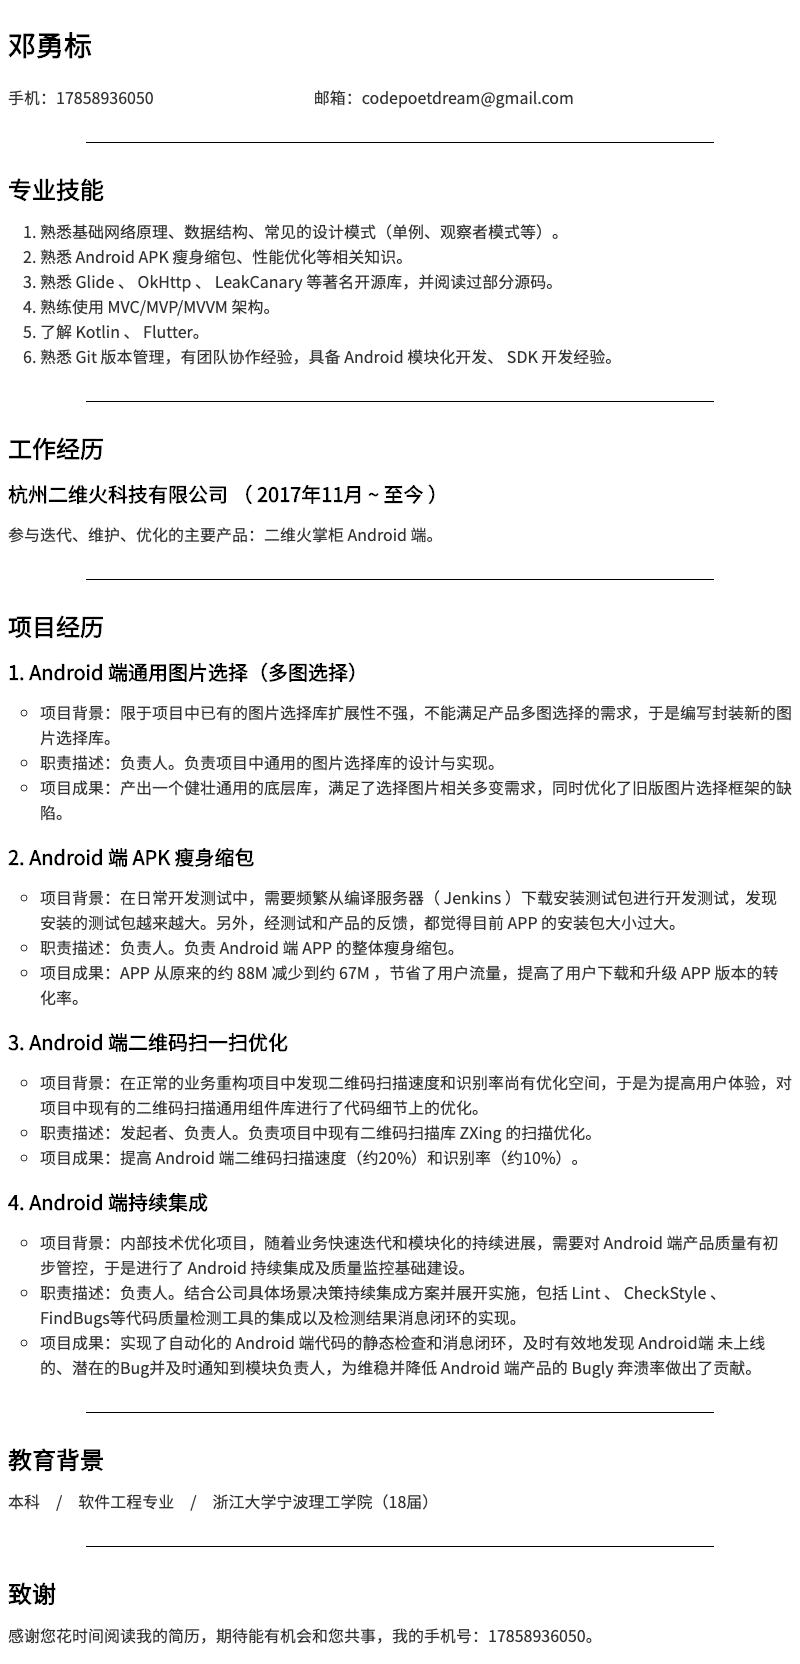 邓勇标
手机：17858936050 邮箱：codepoetdream@gmail.com
专业技能
1. 熟悉基础网络原理、数据结构、常见的设计模式（单例、观察者模式等）。
2. 熟悉 Android APK 瘦身缩包、性能优化等相关知识。
3. 熟悉 Glide 、 OkHttp 、 LeakCanary 等著名开源库，并阅读过部分源码。
4. 熟练使用 MVC/MVP/MVVM 架构。
5. 了解 Kotlin 、 Flutter。
6. 熟悉 Git 版本管理，有团队协作经验，具备 Android 模块化开发、 SDK 开发经验。
工作经历
杭州二维火科技有限公司 （ 2017年11月 ~ 至今 ）
参与迭代、维护、优化的主要产品：二维火掌柜 Android 端。
项目经历
1. Android 端通用图片选择（多图选择）
项目背景：限于项目中已有的图片选择库扩展性不强，不能满足产品多图选择的需求，于是编写封装新的图
片选择库。
职责描述：负责人。负责项目中通用的图片选择库的设计与实现。
项目成果：产出一个健壮通用的底层库，满足了选择图片相关多变需求，同时优化了旧版图片选择框架的缺
陷。
2. Android 端 APK 瘦身缩包
项目背景：在日常开发测试中，需要频繁从编译服务器（ Jenkins ）下载安装测试包进行开发测试，发现
安装的测试包越来越大。另外，经测试和产品的反馈，都觉得目前 APP 的安装包大小过大。
职责描述：负责人。负责 Android 端 APP 的整体瘦身缩包。
项目成果：APP 从原来的约 88M 减少到约 67M ，节省了用户流量，提高了用户下载和升级 APP 版本的转
化率。
3. Android 端二维码扫一扫优化
项目背景：在正常的业务重构项目中发现二维码扫描速度和识别率尚有优化空间，于是为提高用户体验，对
项目中现有的二维码扫描通用组件库进行了代码细节上的优化。
职责描述：发起者、负责人。负责项目中现有二维码扫描库 ZXing 的扫描优化。
项目成果：提高 Android 端二维码扫描速度（约20%）和识别率（约10%）。
4. Android 端持续集成
项目背景：内部技术优化项目，随着业务快速迭代和模块化的持续进展，需要对 Android 端产品质量有初
步管控，于是进行了 Android 持续集成及质量监控基础建设。
职责描述：负责人。结合公司具体场景决策持续集成方案并展开实施，包括 Lint 、 CheckStyle 、
FindBugs等代码质量检测工具的集成以及检测结果消息闭环的实现。
项目成果：实现了自动化的 Android 端代码的静态检查和消息闭环，及时有效地发现 Android端 未上线
的、潜在的Bug并及时通知到模块负责人，为维稳并降低 Android 端产品的 Bugly 奔溃率做出了贡献。
教育背景
本科 / 软件工程专业 / 浙江大学宁波理工学院（18届）
致谢
感谢您花时间阅读我的简历，期待能有机会和您共事，我的手机号：17858936050。